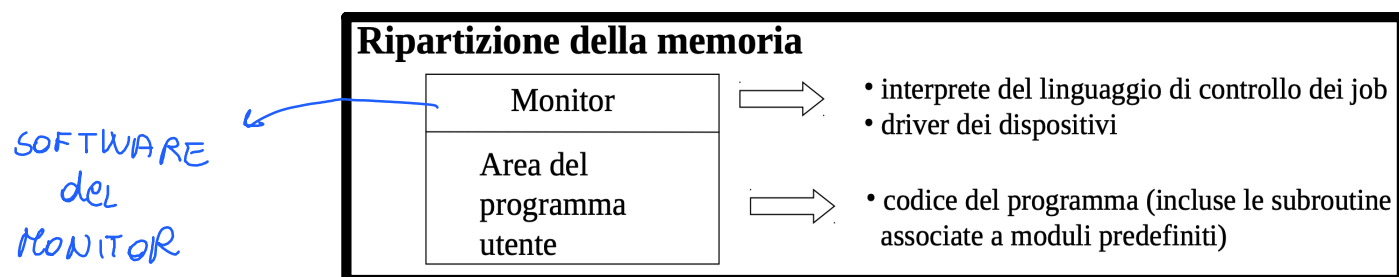 Ripartizione della memoria
Monitor
• interprete del linguaggio di controllo dei job
• driver dei dispositivi
SOFTWARE
del
MONITOR
Area del
programma
utente
• codice del programma (incluse le subroutine
associate a moduli predefiniti)